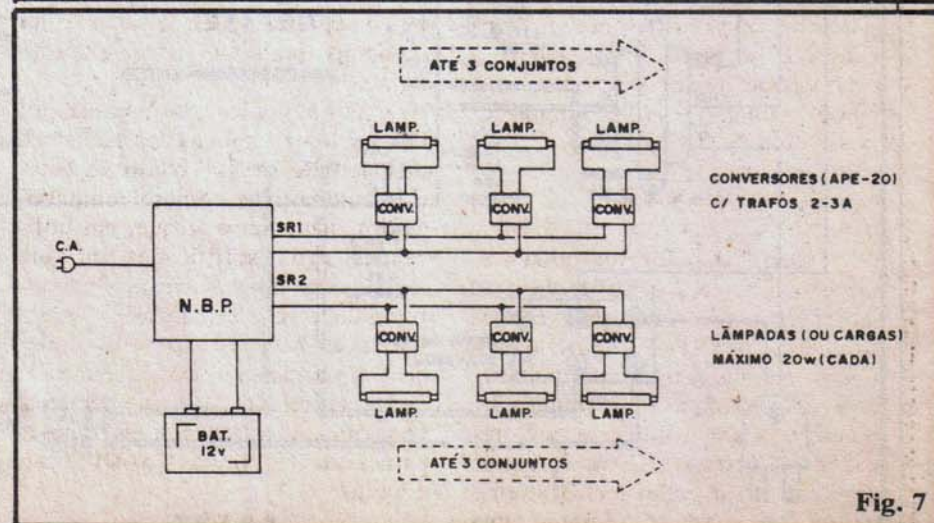 ATÉ 3 CONJUNTOS
LAMP. LAMP. LAMP.
CONV. CONV. CONV.
CONVERSORES (APE-20)
C/ TRAFOS 2-3A
SR1
C.A.
SR2
N.B.P.
CONV. CONV. CONV.
LÂMPADAS (OU CARGAS)
MÁXIMO 20w (CADA)
LAMP. LAMP. LAMP.
BAT.
12v
ATÉ 3 CONJUNTOS
Fig. 7